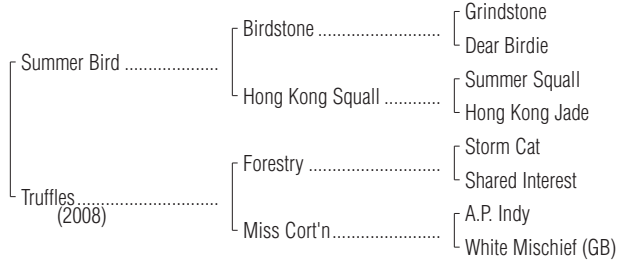 Grindstone
Birdstone ........................
Dear Birdie
Summer Bird ..................
Summer Squall
Hong Kong Squall ...........
Hong Kong Jade
Storm Cat
Forestry ..........................
Shared Interest
Truffles...........................
(2008)
A.P. Indy
Miss Cort'n.....................
White Mischief (GB)